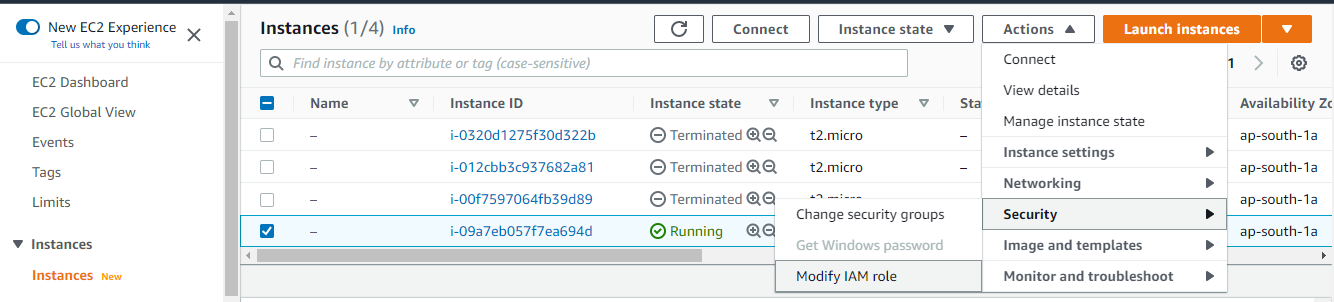 New EC2 Experience
Tell us what you think
EC2 Dashboard
EC2 Global View
Events
Tags
Limits
Instances
Instances New
Instances (1/4) Info
Connect
Instance state
Actions
Launch instances
Find instance by attribute or tag (case-sensitive)
1
Name Instance ID Instance state Instance type Availability
– i-0320d1275f30d322b Terminated t2.micro – ap-south-1a
– i-012cbb3c937682a81 Terminated t2.micro – ap-south-1a
– i-00f7597064fb39d89 Terminated t2.micro ap-south-1a
– i-09a7eb057f7ea694d Running ap-south-1a
Connect
View details
Manage instance state
Instance settings
Networking
Security
Image and templates
Monitor and troubleshoot
Change security groups
Get Windows password
Modify IAM role